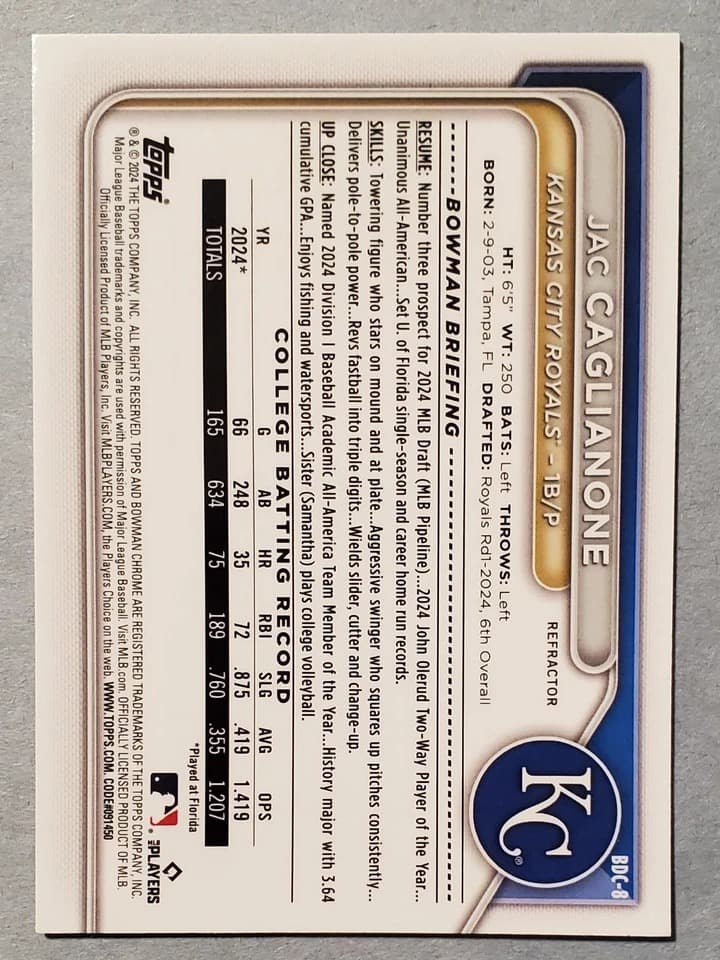 BDC-8
JAC CAGLIANONE
KANSAS CITY ROYALS® – 1B/P
REFRACTOR
KC®
HT: 6'5" WT: 250 BATS: Left THROWS: Left
BORN: 2-9-03, Tampa, FL DRAFTED: Royals Rd1-2024, 6th Overall
BOWMAN BRIEFING
RESUME: Number three prospect for 2024 MLB Draft (MLB Pipeline)...2024 John Olerud Two-Way Player of the Year...
Unanimous All-American...Set U. of Florida single-season and career home run records.
SKILLS: Towering figure who stars on mound and at plate...Aggressive swinger who squares up pitches consistently...
Delivers pole-to-pole power...Revs fastball into triple digits...Wields slider, cutter and change-up.
UP CLOSE: Named 2024 Division I Baseball Academic All-America Team Member of the Year...History major with 3.64
cumulative GPA...Enjoys fishing and watersports...Sister (Samantha) plays college volleyball.
COLLEGE BATTING RECORD
YR G AB HR RBI SLG AVG OPS
2024* 66 248 35 72 .875 .419 1.419
TOTALS 165 634 75 189 .760 .355 1.207
*Played at Florida
topps®
MLB PLAYERS
® & © 2024 THE TOPPS COMPANY, INC. ALL RIGHTS RESERVED. TOPPS AND BOWMAN CHROME ARE REGISTERED TRADEMARKS OF THE TOPPS COMPANY, INC.
Major League Baseball trademarks and copyrights are used with permission of Major League Baseball. Visit MLB.com. OFFICIALLY LICENSED PRODUCT OF MLB
Officially Licensed Product of MLB Players, Inc. Visit MLBPLAYERS.COM, the Players Choice on the web. WWW.TOPPS.COM. CODE#091450